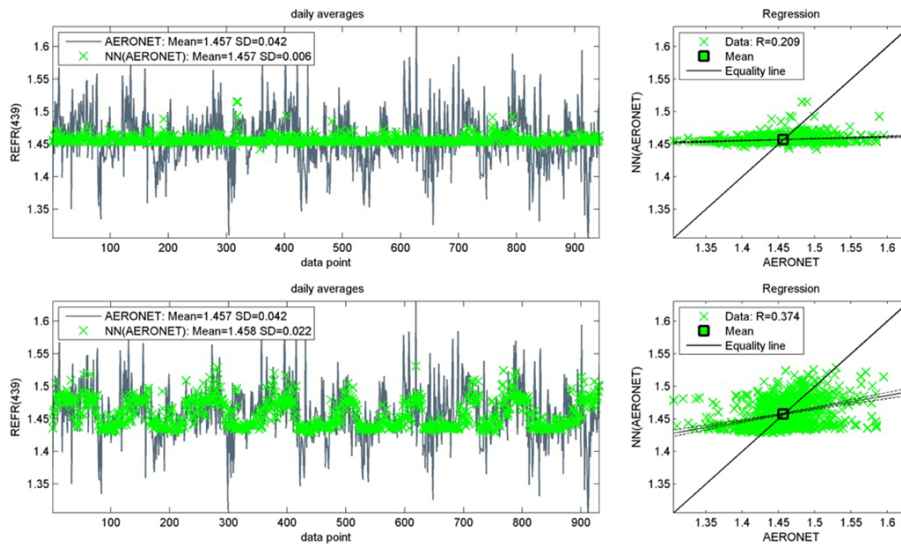 daily averages
AERONET: Mean=1.457 SD=0.042
NN(AERONET): Mean=1.457 SD=0.006
REFR(439)
1.6
1.55
1.5
1.45
1.4
1.35
100 200 300 400 500 600 700 800 900
data point
Regression
Data: R=0.209
Mean
Equality line
NN(AERONET)
1.6
1.55
1.5
1.45
1.4
1.35
1.35 1.4 1.45 1.5 1.55 1.6
AERONET
daily averages
AERONET: Mean=1.457 SD=0.042
NN(AERONET): Mean=1.458 SD=0.022
REFR(439)
1.6
1.55
1.5
1.45
1.4
1.35
100 200 300 400 500 600 700 800 900
data point
Regression
Data: R=0.374
Mean
Equality line
NN(AERONET)
1.6
1.55
1.5
1.45
1.4
1.35
1.35 1.4 1.45 1.5 1.55 1.6
AERONET